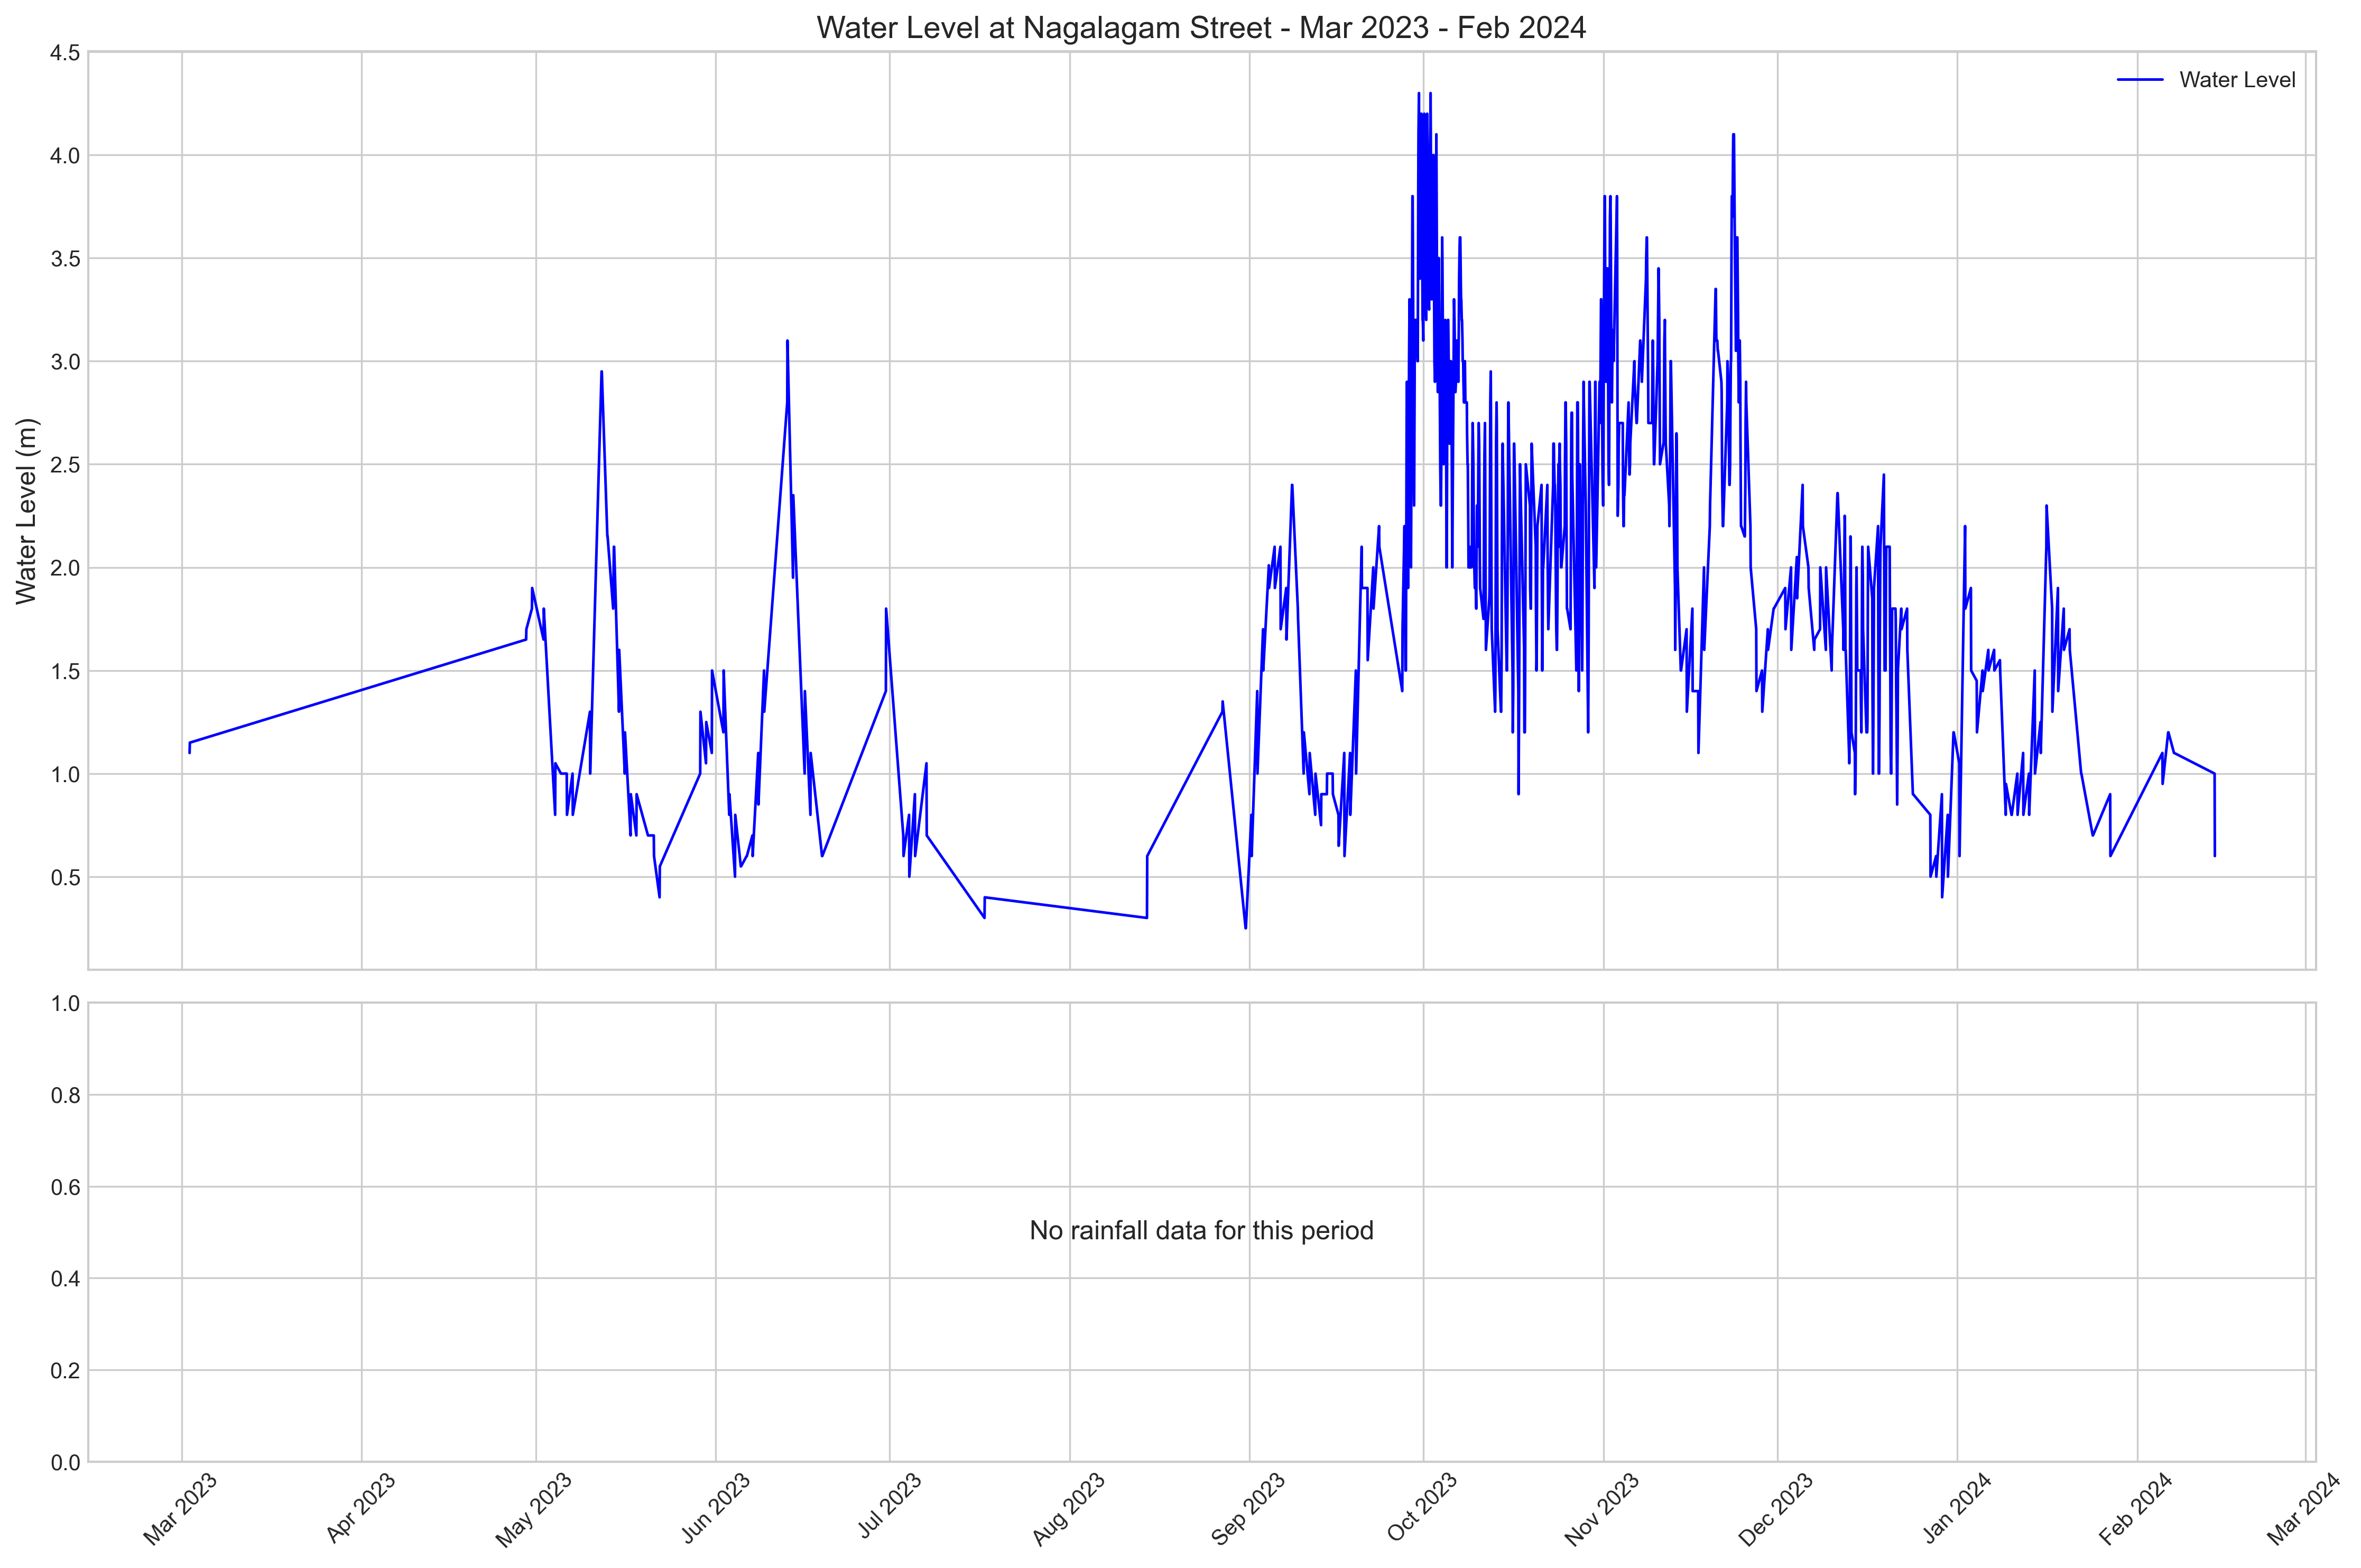 Water Level at Nagalagam Street - Mar 2023 - Feb 2024
4.5
4.0
3.5
3.0
2.5
2.0
1.5
1.0
0.5
Water Level (m)
Water Level
1.0
0.8
0.6
0.4
0.2
0.0
No rainfall data for this period
Mar 2023
Apr 2023
May 2023
Jun 2023
Jul 2023
Aug 2023
Sep 2023
Oct 2023
Nov 2023
Dec 2023
Jan 2024
Feb 2024
Mar 2024